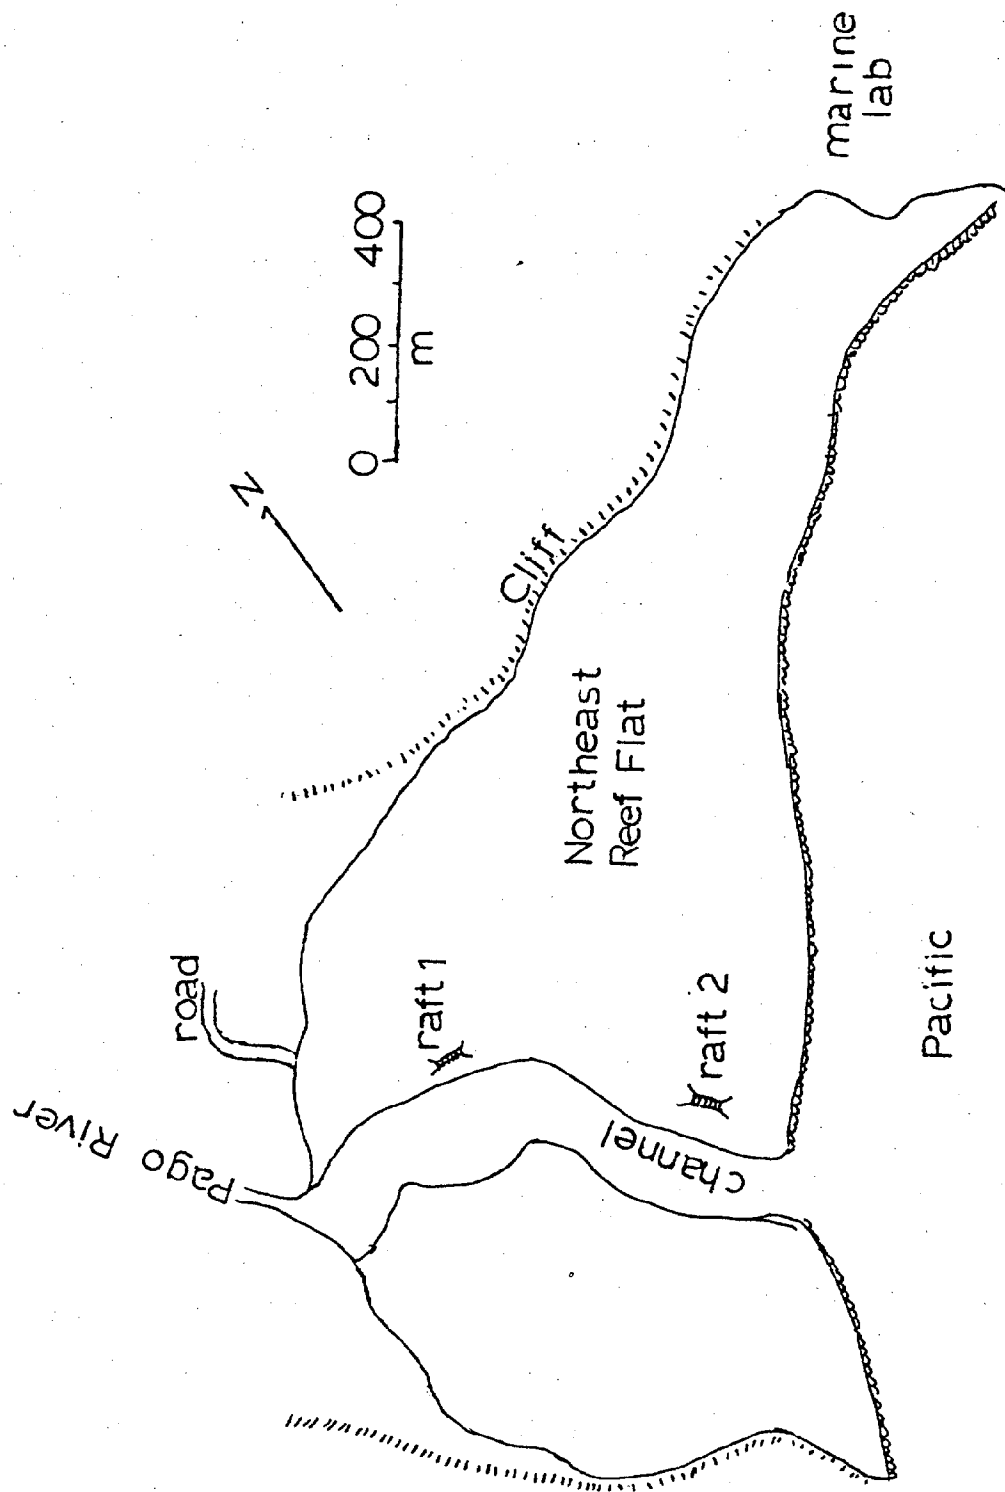 Pago River
road
raft 1
raft 2
channel
Northeast
Reef Flat
Cliff
N
0 200 400
m
marine
lab
Pacific